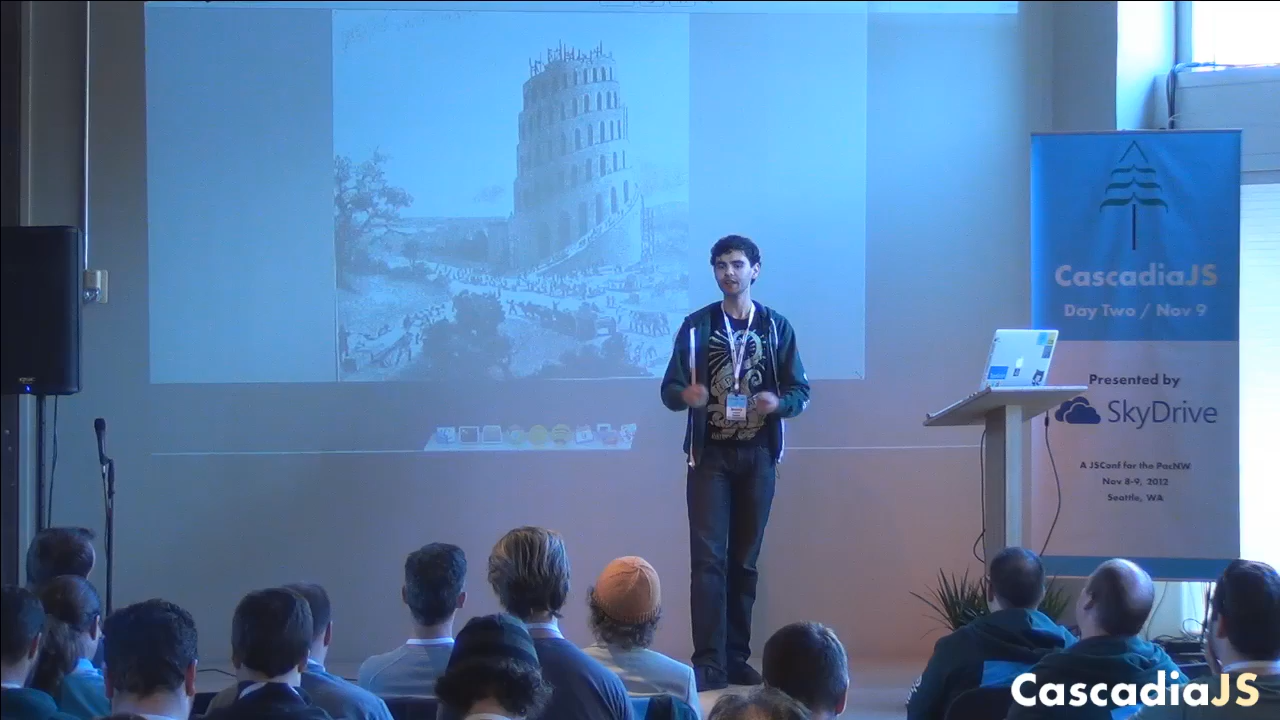 CascadiaJS
Day Two / Nov 9
Presented by
SkyDrive
A JSConf for the PacNW
Nov 8-9, 2012
Seattle, WA
CascadiaJS